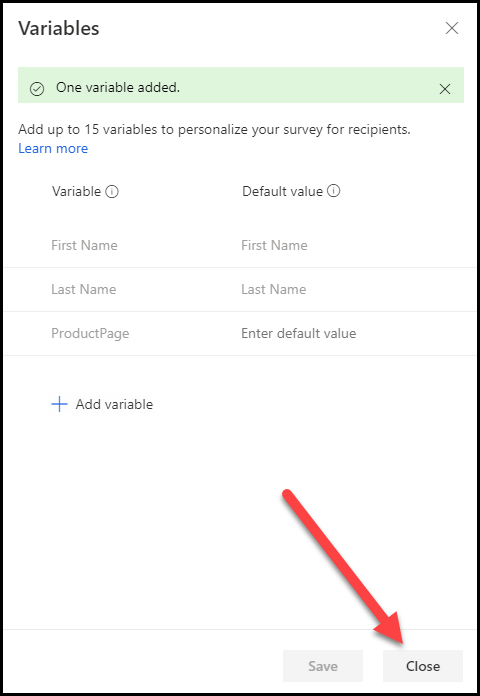 Variables
One variable added.
Add up to 15 variables to personalize your survey for recipients.
Learn more
Variable Default value
First Name First Name
Last Name Last Name
ProductPage Enter default value
Add variable
Save Close